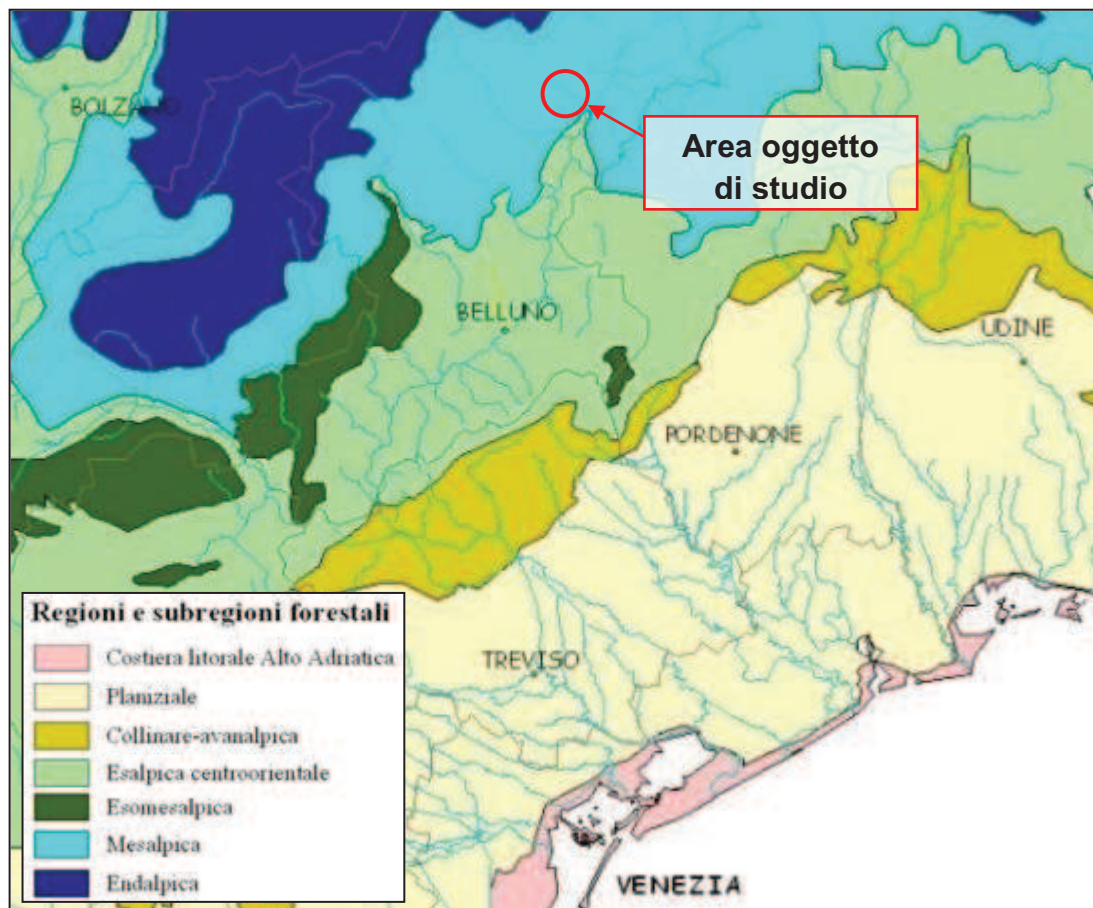 BOLZANO
Area oggetto
di studio
BELLUNO
UDINE
PORDENONE
TREVISO
VENEZIA
Regioni e subregioni forestali
Costiera litorale Alto Adriatica
Planiziale
Collinare-avanalpica
Esalpica centroorientale
Esomesalpica
Mesalpica
Endalpica